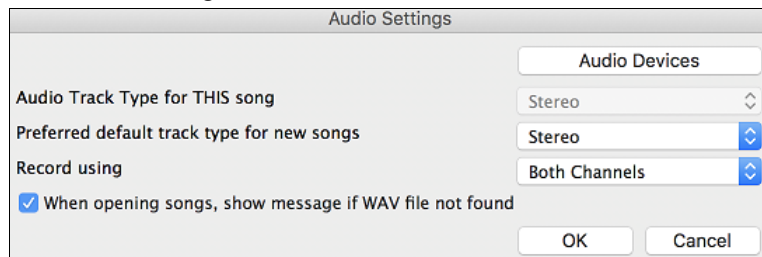 Audio Settings
Audio Devices
Audio Track Type for THIS song
Stereo
Preferred default track type for new songs
Stereo
Record using
Both Channels
When opening songs, show message if WAV file not found
OK
Cancel